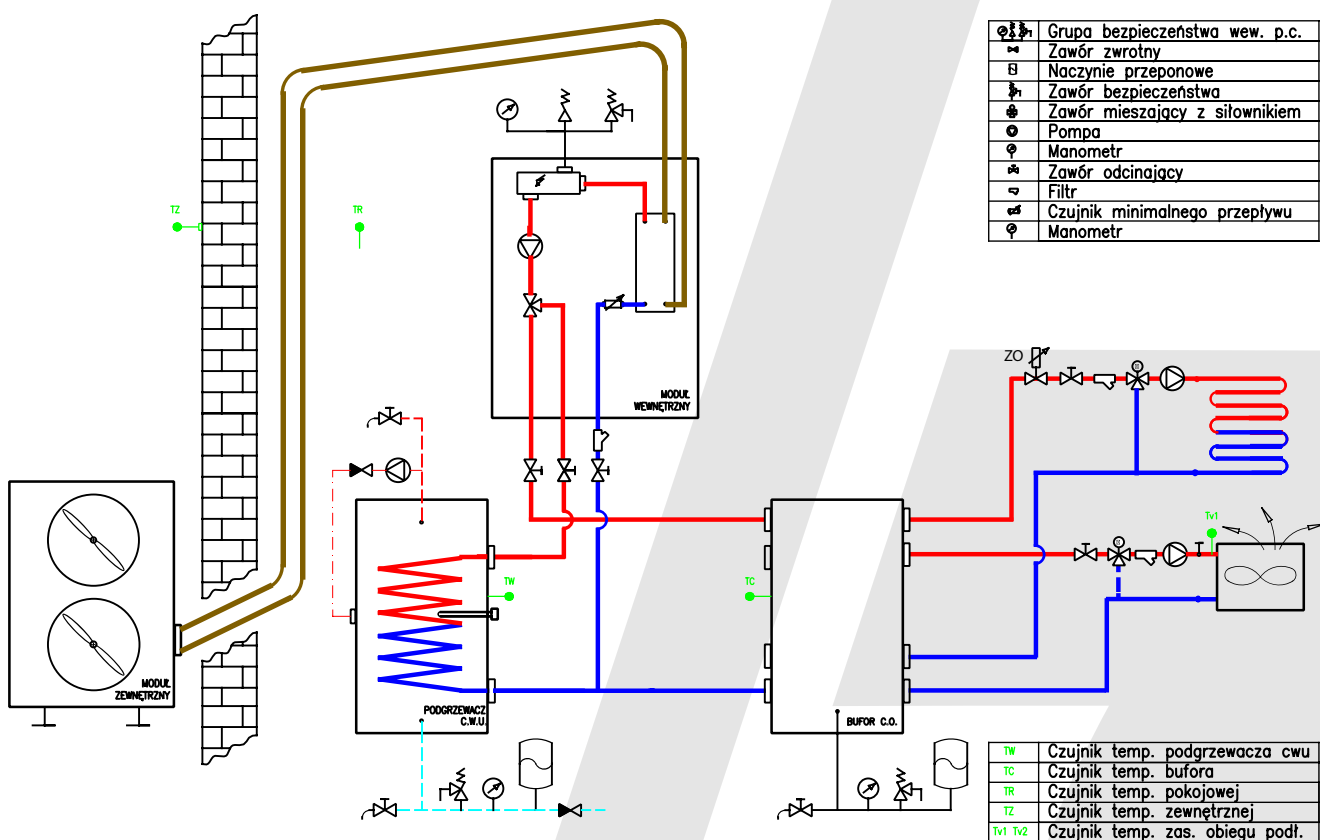 Grupa bezpieczeństwa wew. p.c.
Zawór zwrotny
Naczynie przeponowe
Zawór bezpieczeństwa
Zawór mieszający z siłownikiem
Pompa
Manometr
Zawór odcinający
Filtr
Czujnik minimalnego przepływu
Manometr
TZ
TR
MODUŁ
WEWNĘTRZNY
ZO
Tv1
TW
TC
MODUŁ
ZEWNĘTRZNY
PODGRZEWACZ
C.W.U.
BUFOR C.O.
TW Czujnik temp. podgrzewacza cwu
TC Czujnik temp. bufora
TR Czujnik temp. pokojowej
TZ Czujnik temp. zewnętrznej
Tv1 Tv2 Czujnik temp. zas. obiegu podł.